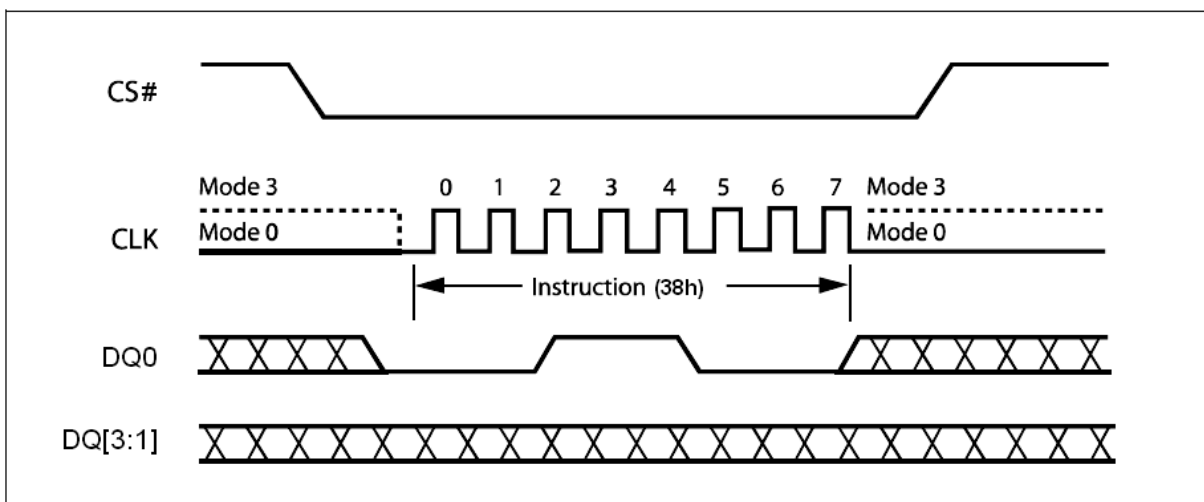 CS#
Mode 3 0 1 2 3 4 5 6 7 Mode 3
CLK Mode 0 Mode 0
Instruction (38h)
DQ0
DQ[3:1]